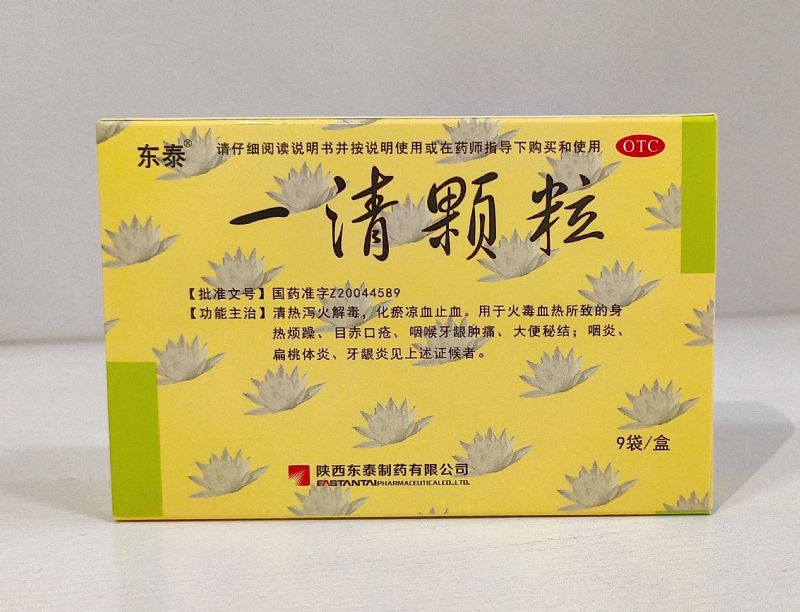 东泰®
请仔细阅读说明书并按说明使用或在药师指导下购买和使用
OTC
一清颗粒
【批准文号】国药准字Z20044589
【功能主治】清热泻火解毒，化瘀凉血止血。用于火毒血热所致的身
热烦躁、目赤口疮、咽喉牙龈肿痛、大便秘结；咽炎、
扁桃体炎、牙龈炎见上述证候者。
9袋/盒
陕西东泰制药有限公司
EASTANTAI PHARMACEUTICAL CO.,LTD.